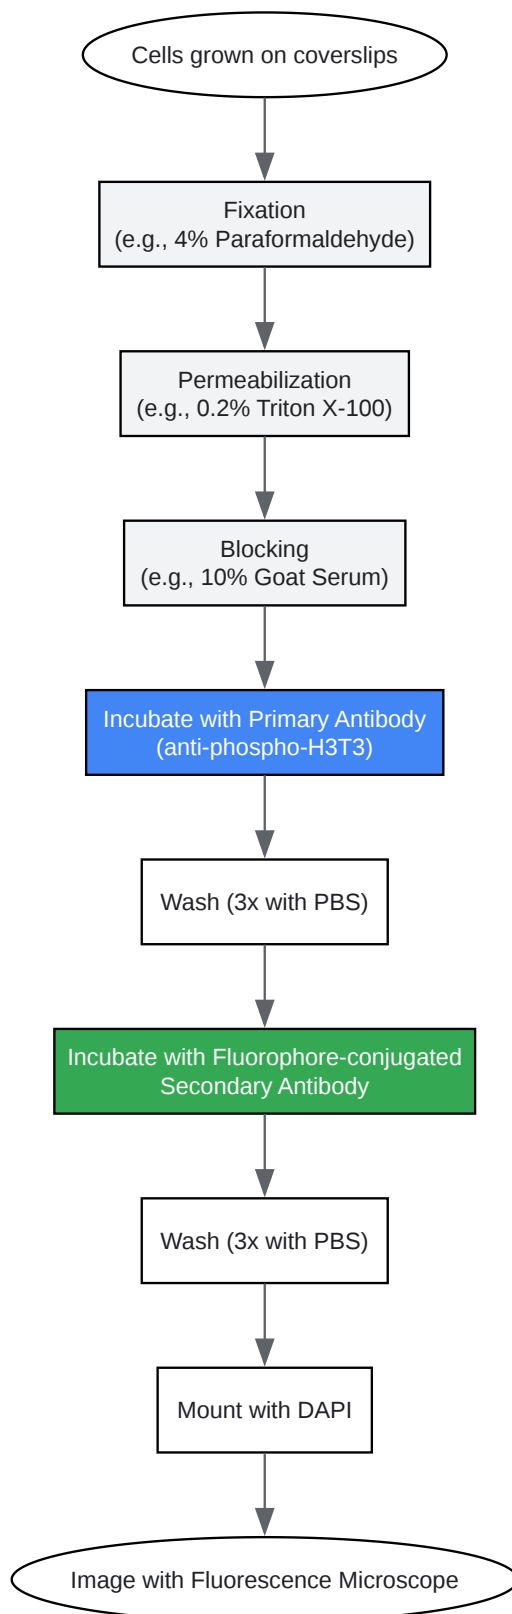 Cells grown on coverslips
Fixation
(e.g., 4% Paraformaldehyde)
Permeabilization
(e.g., 0.2% Triton X-100)
Blocking
(e.g., 10% Goat Serum)
Incubate with Primary Antibody
(anti-phospho-H3T3)
Wash (3x with PBS)
Incubate with Fluorophore-conjugated
Secondary Antibody
Wash (3x with PBS)
Mount with DAPI
Image with Fluorescence Microscope